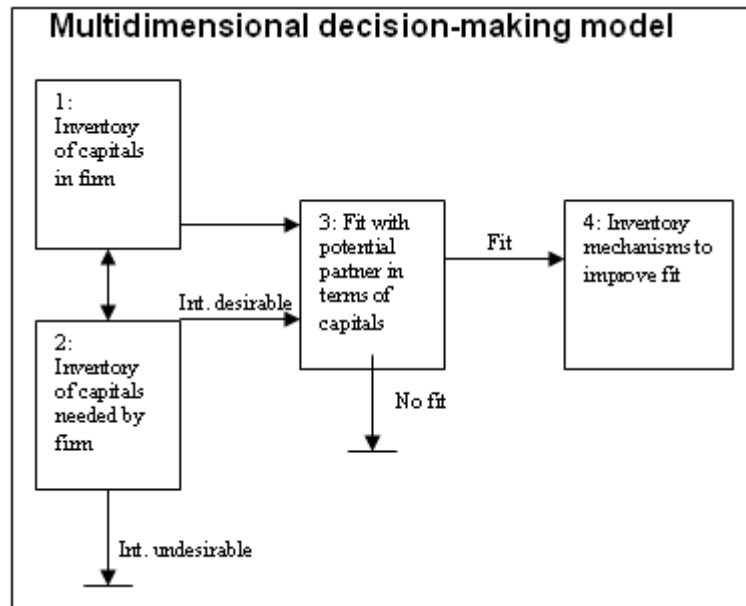 Multidimensional decision-making model
1:
Inventory
of capitals
in firm
3: Fit with
potential
partner in
terms of
capitals
Fit
4: Inventory
mechanisms to
improve fit
Int. desirable
2:
Inventory
of capitals
needed by
firm
No fit
Int. undesirable